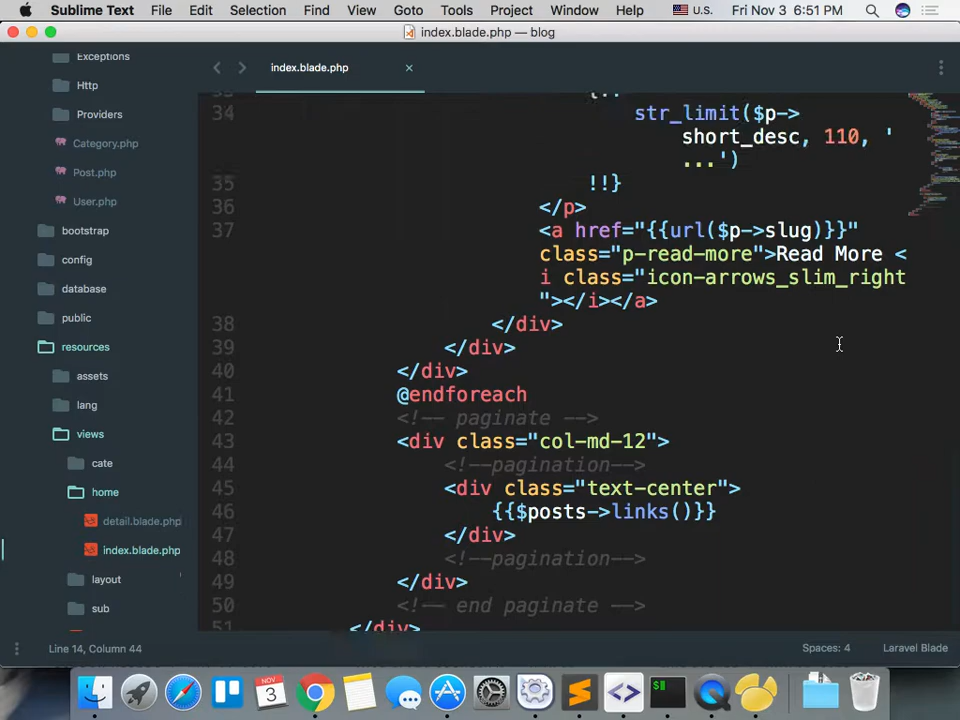 Sublime Text File Edit Selection Find View Goto Tools Project Window Help U.S. Fri Nov 3 6:51 PM
index.blade.php — blog
Exceptions
Http
Providers
Category.php
Post.php
User.php
bootstrap
config
database
public
resources
assets
lang
views
cate
home
detail.blade.php
index.blade.php
layout
sub
index.blade.php ×
34 str_limit($p->
short_desc, 110, '
...')
35 !!}
36 </p>
37 <a href="{{url($p->slug)}}"
class="p-read-more">Read More <
i class="icon-arrows_slim_right
"></i></a>
38 </div>
39 </div>
40 </div>
41 @endforeach
42 <!-- paginate -->
43 <div class="col-md-12">
44 <!--pagination-->
45 <div class="text-center">
46 {{$posts->links()}}
47 </div>
48 <!--pagination-->
49 </div>
50 <!-- end paginate -->
51 </div>
Line 14, Column 44 Spaces: 4 Laravel Blade
NOV
3